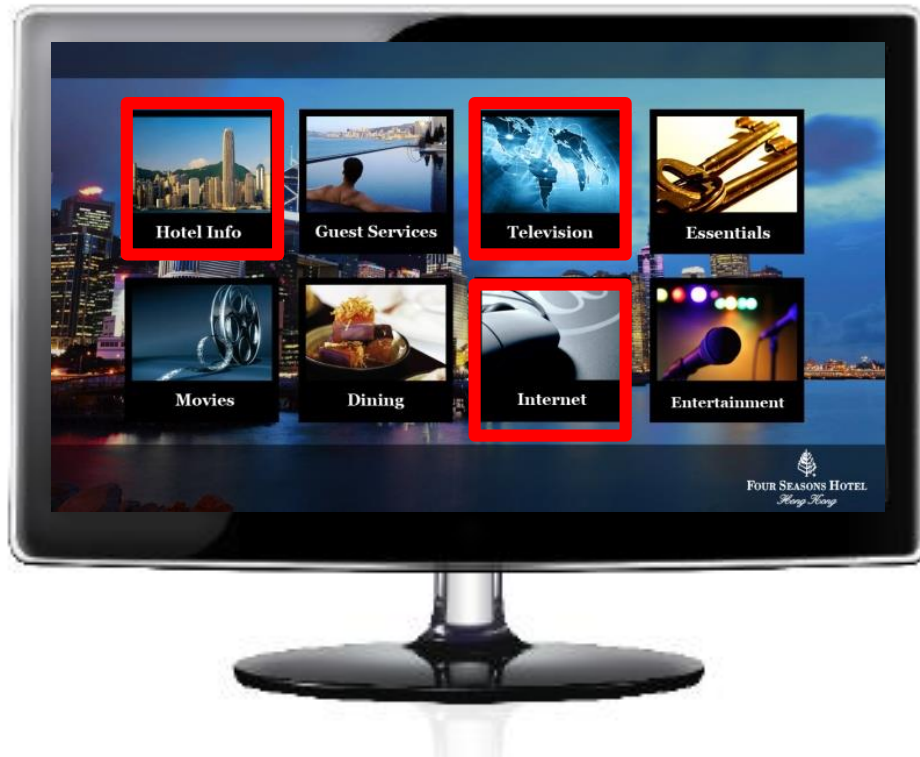 Hotel Info
Guest Services
Television
Essentials
Movies
Dining
Internet
Entertainment
FOUR SEASONS HOTEL
Hong Kong